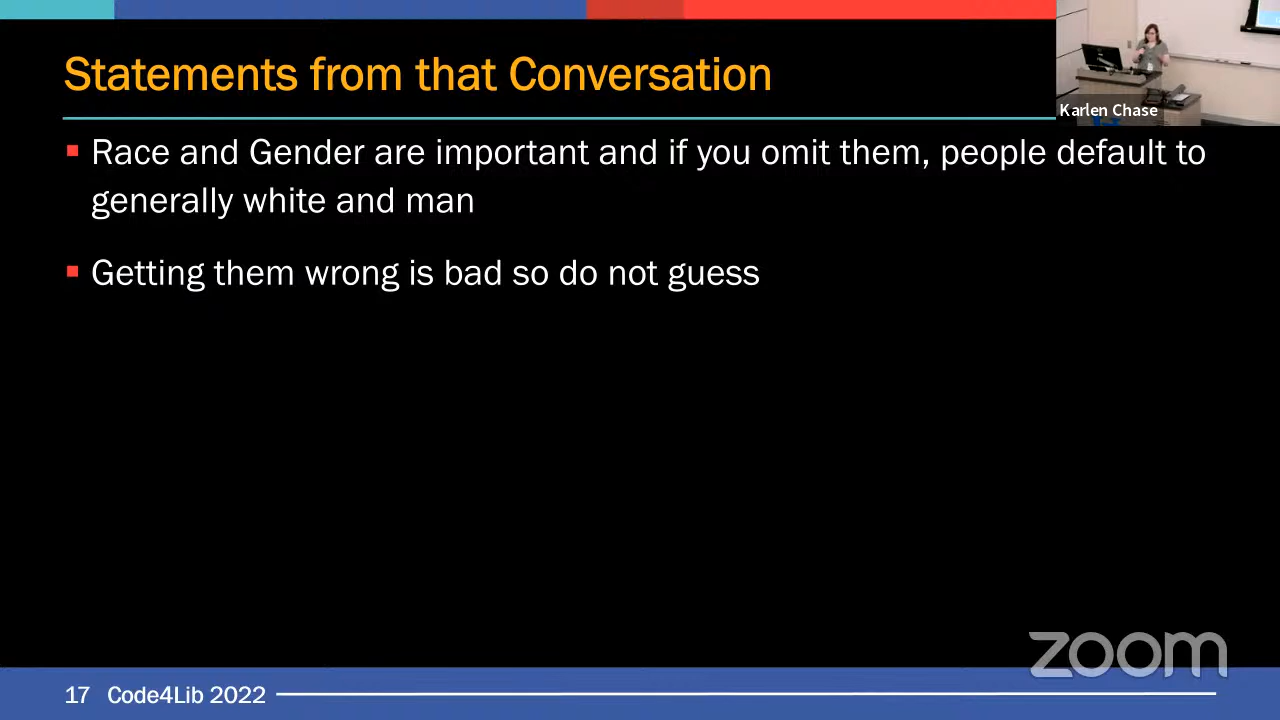 Statements from that Conversation
Karlen Chase
▪ Race and Gender are important and if you omit them, people default to
generally white and man
▪ Getting them wrong is bad so do not guess
zoom
17 Code4Lib 2022